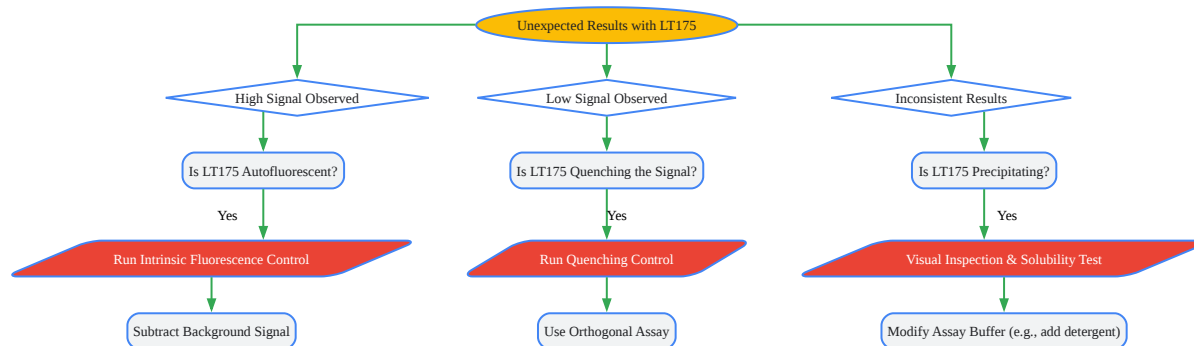 Unexpected Results with LT175
High Signal Observed
Low Signal Observed
Inconsistent Results
Is LT175 Autofluorescent?
Is LT175 Quenching the Signal?
Is LT175 Precipitating?
Yes
Yes
Yes
Run Intrinsic Fluorescence Control
Run Quenching Control
Visual Inspection & Solubility Test
Subtract Background Signal
Use Orthogonal Assay
Modify Assay Buffer (e.g., add detergent)